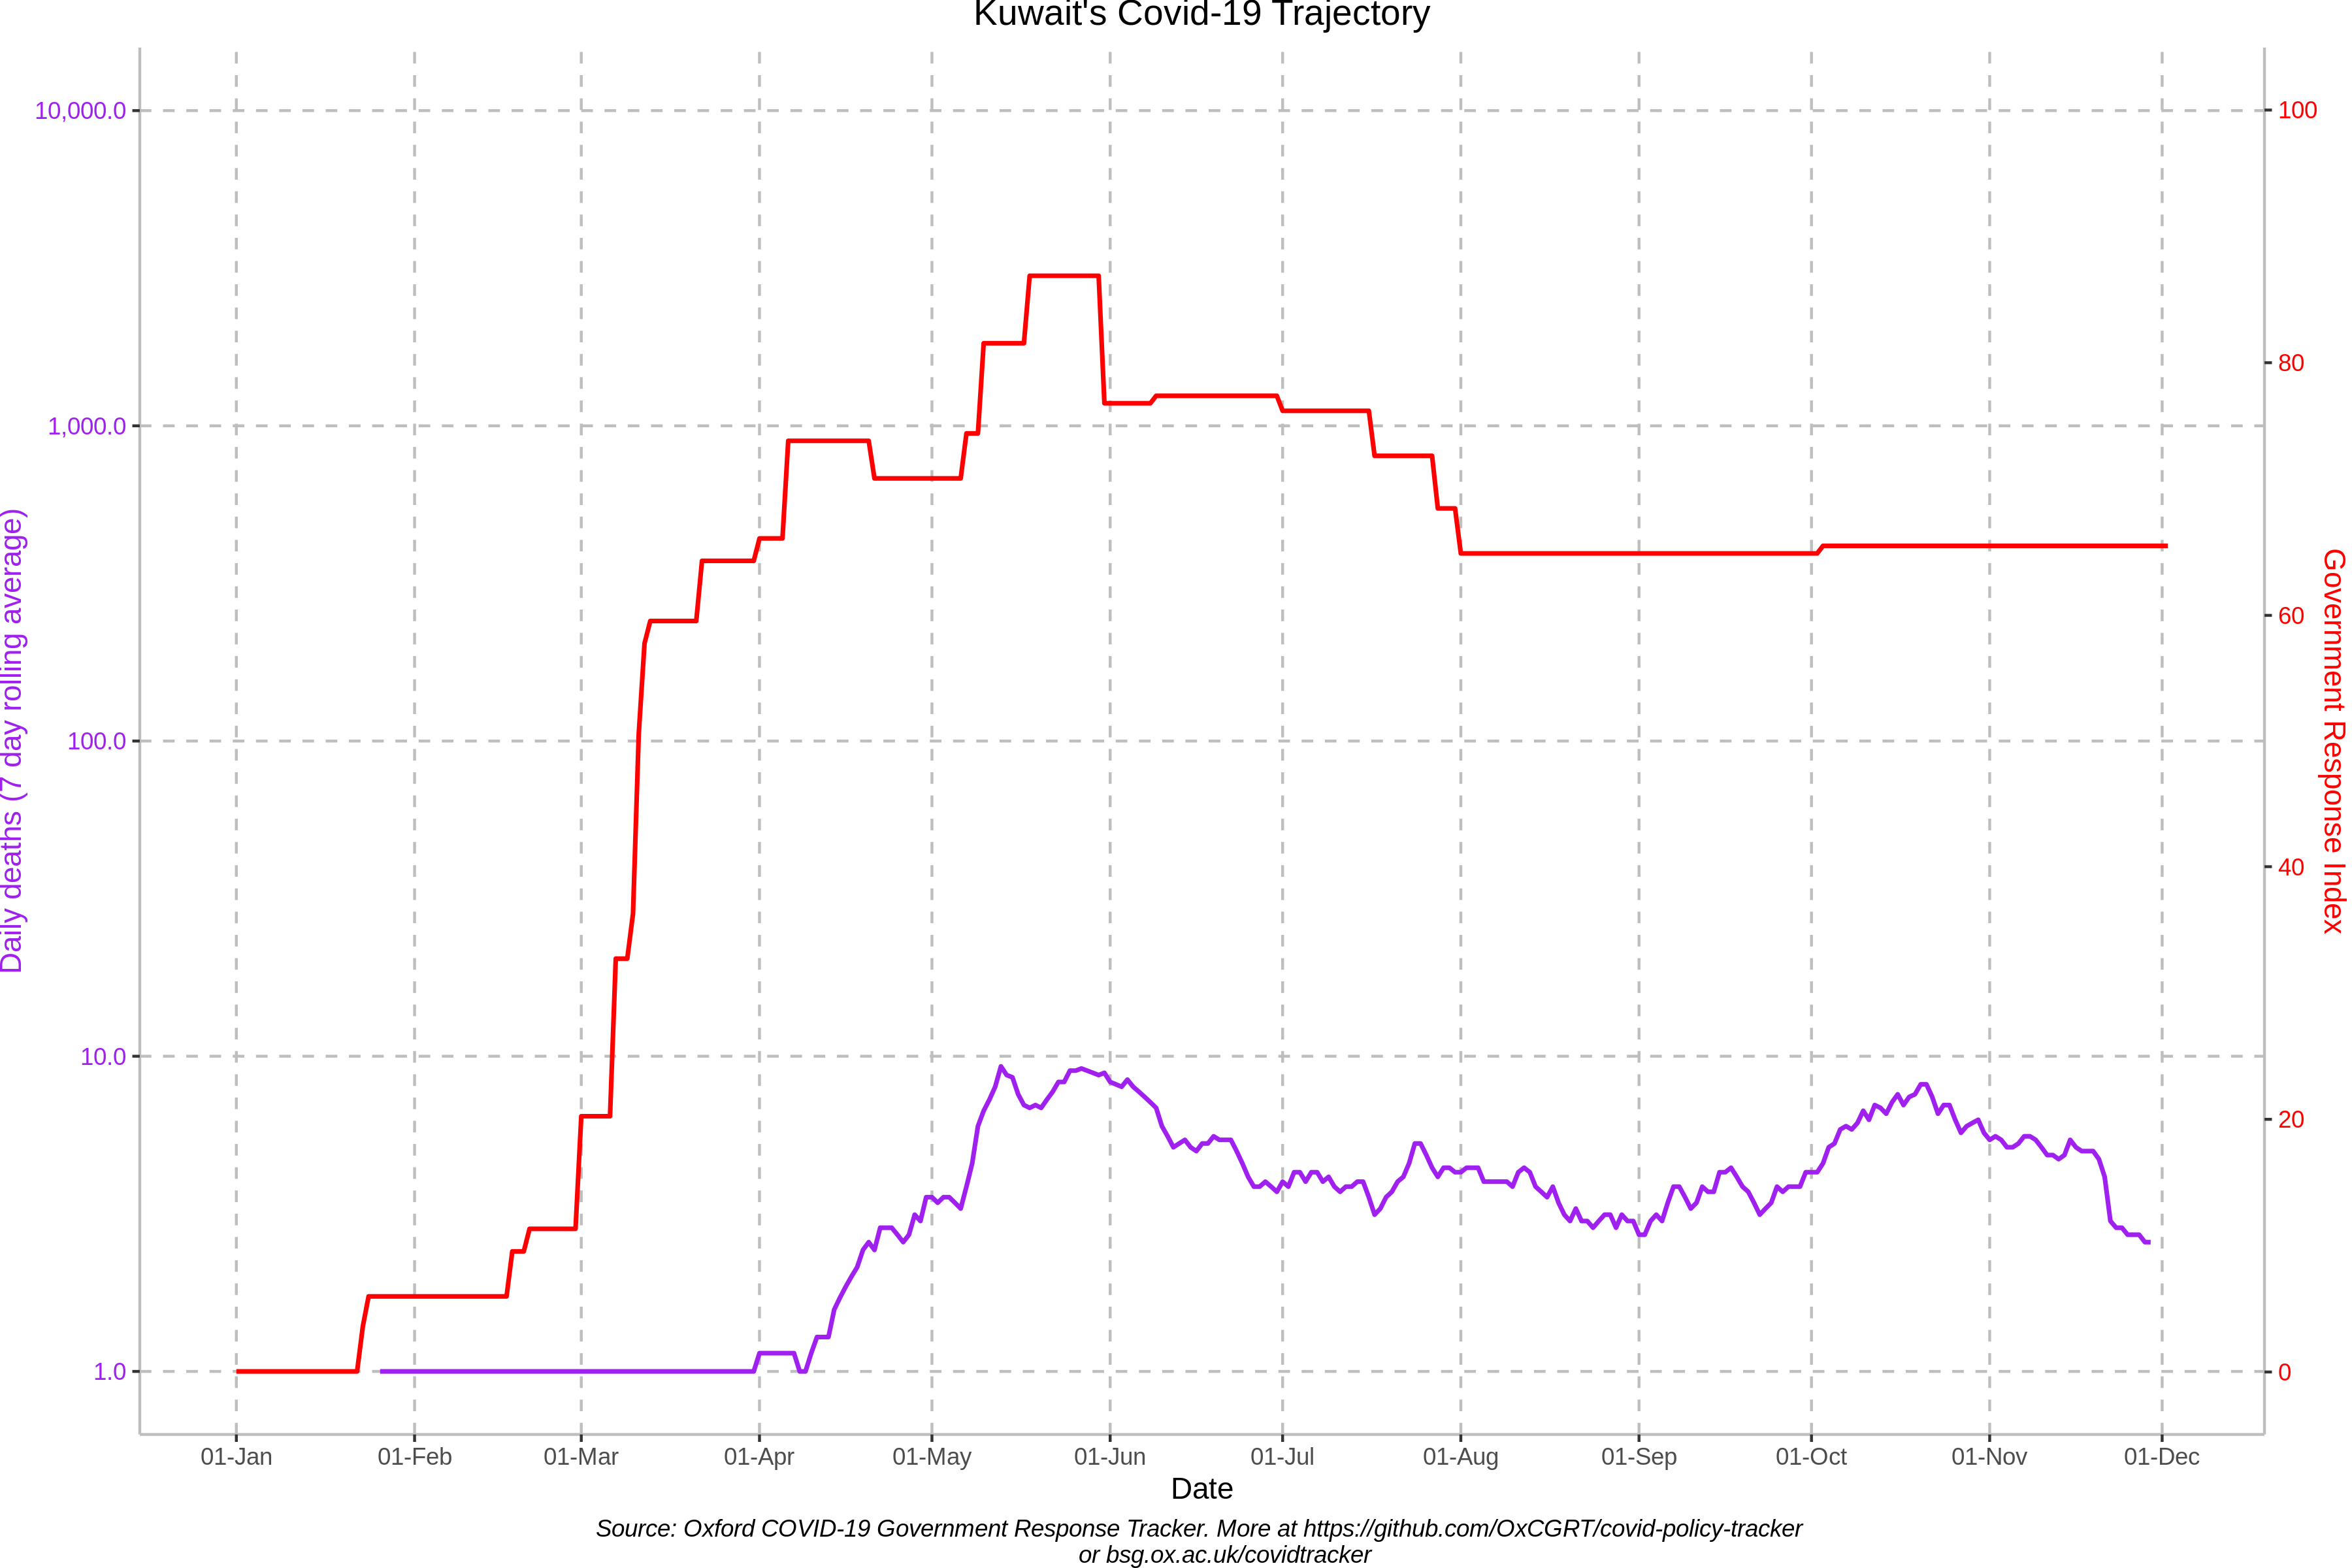 Kuwait's Covid-19 Trajectory
10,000.0
1,000.0
100.0
10.0
1.0
Daily deaths (7 day rolling average)
100
80
60
40
20
0
Government Response Index
01-Jan 01-Feb 01-Mar 01-Apr 01-May 01-Jun 01-Jul 01-Aug 01-Sep 01-Oct 01-Nov 01-Dec
Date
Source: Oxford COVID-19 Government Response Tracker. More at https://github.com/OxCGRT/covid-policy-tracker
or bsg.ox.ac.uk/covidtracker